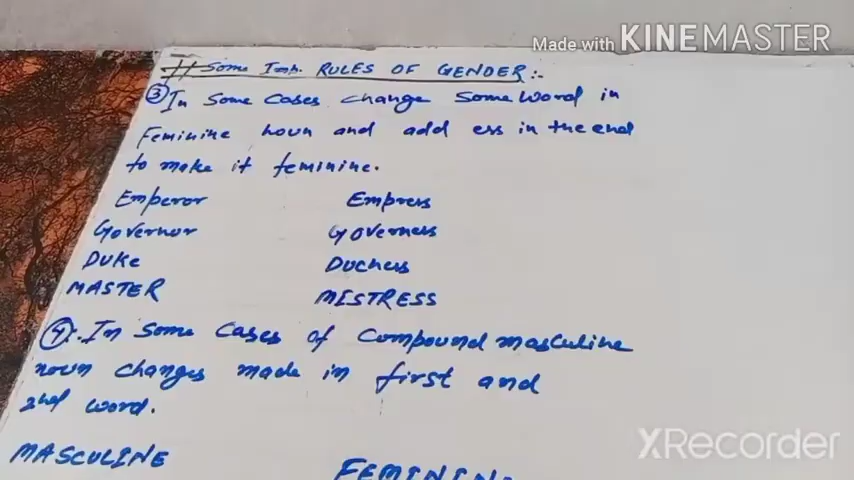 Made with KINEMASTER
Some Imp. RULES OF GENDER:-
③ In Some Cases change Some word in
Feminine noun and add ess in the end
to make it feminine.
Emperor Empress
Governor Governess
DUKE Duchess
MASTER MISTRESS
④. In Some Cases of Compound masculine
noun changes made in first and
2nd word.
MASCULINE FEMININ
XRecorder